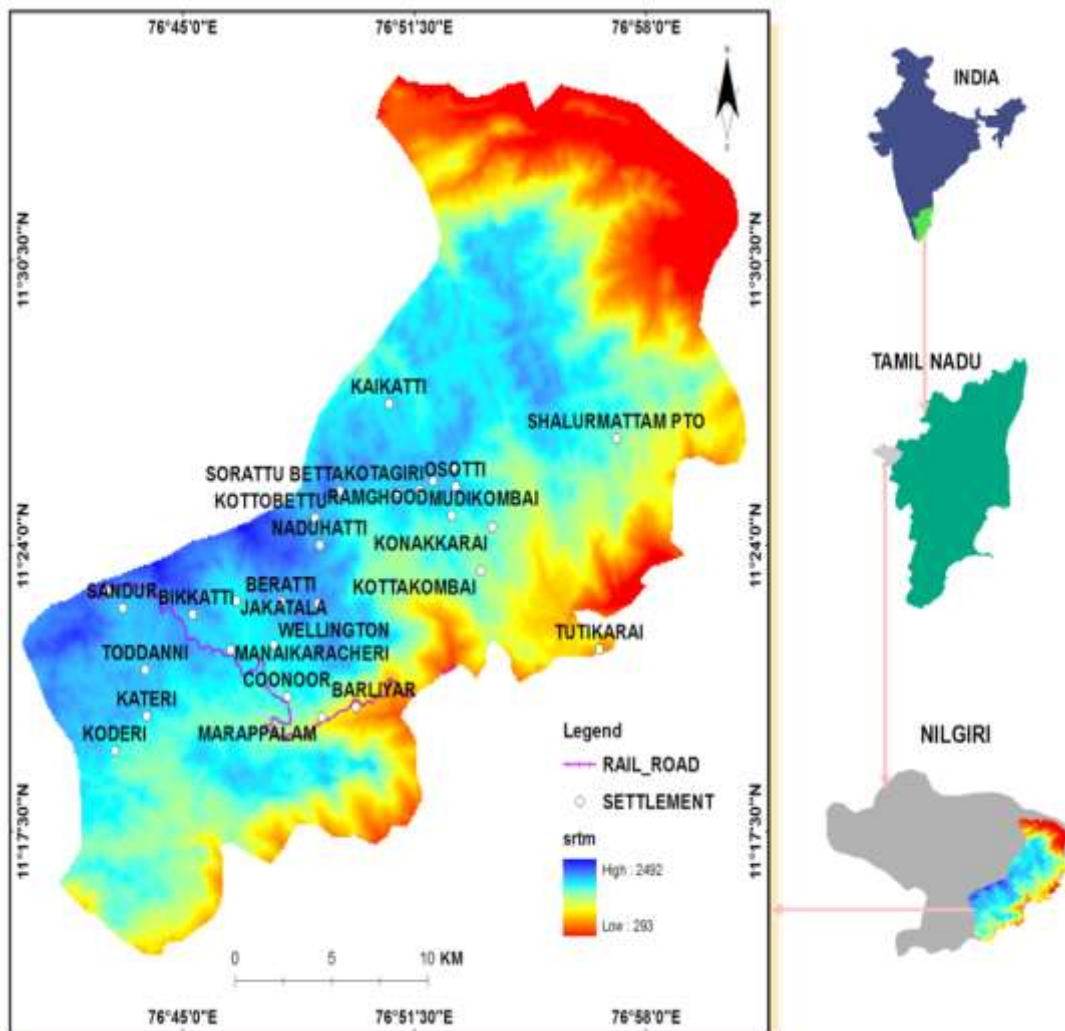 76°45'0"E 76°51'30"E 76°58'0"E
INDIA
11°30'30"N 11°30'30"N
TAMIL NADU
KAIKATTI
SHALURMATTAM PTO
SORATTU BETTAKOTAGIRI OSOTTI
KOTTOBETTU RAMGHOOD MUDIKOMBAI
NADUHATTI KONAKKARAI
11°24'0"N 11°24'0"N
KOTTAKOMBAI
SANDUR BIKKATTI BERATTI
JAKATALA
WELLINGTON
TUTIKARAI
TODDANNI MANAIKARACHERI
COONOOR
BARLIYAR
KATERI
KODERI MARAPPALAM
NILGIRI
Legend
RAIL_ROAD
SETTLEMENT
11°17'30"N 11°17'30"N
srtm
High : 2492
Low : 293
0 5 10 KM
76°45'0"E 76°51'30"E 76°58'0"E